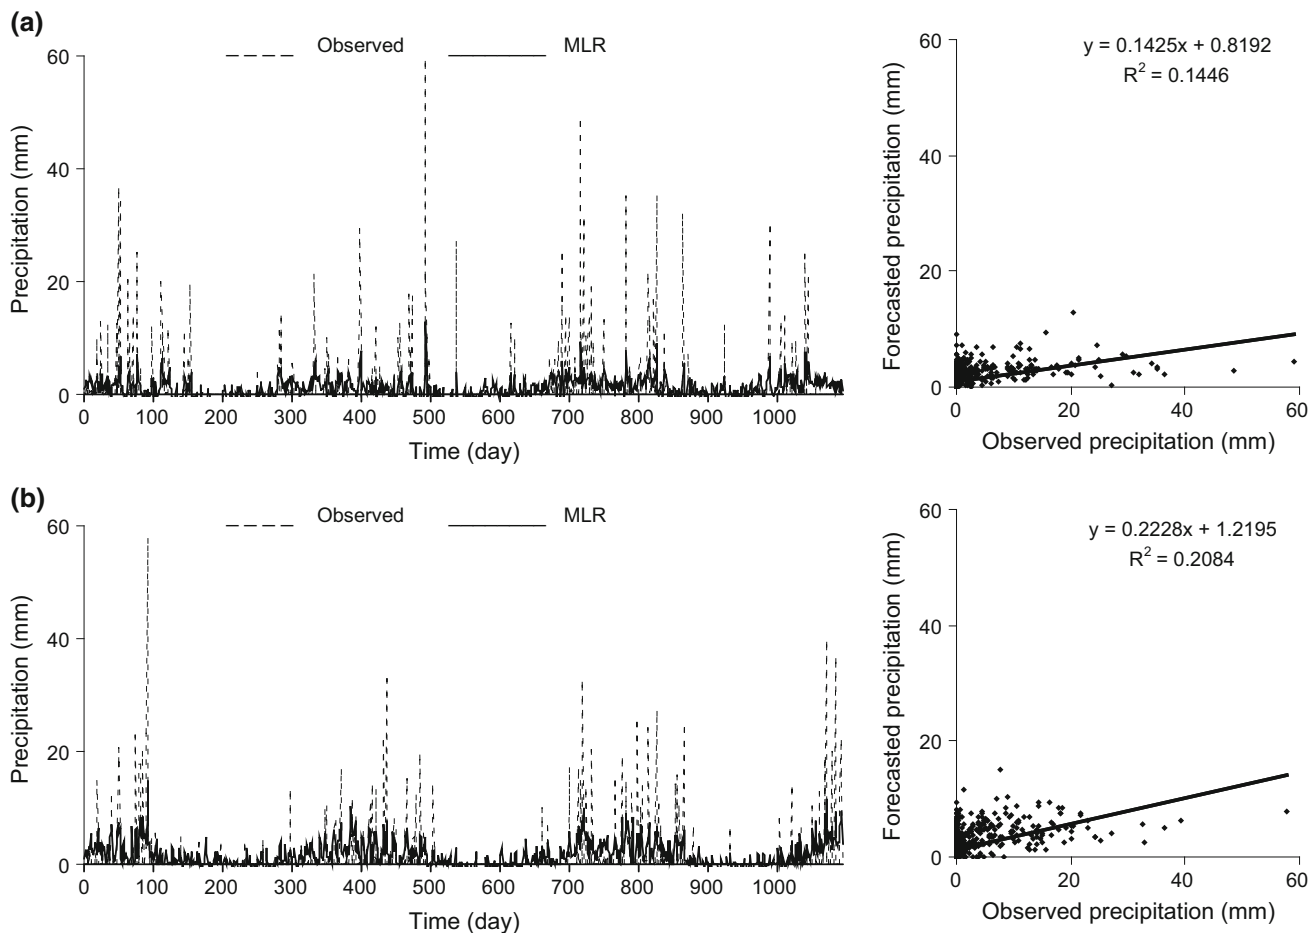 (a)
Observed
MLR
Precipitation (mm)
60
40
20
0
0 100 200 300 400 500 600 700 800 900 1000
Time (day)
y = 0.1425x + 0.8192
R² = 0.1446
Forecasted precipitation (mm)
60
40
20
0
0 20 40 60
Observed precipitation (mm)
(b)
Observed
MLR
Precipitation (mm)
60
40
20
0
0 100 200 300 400 500 600 700 800 900 1000
Time (day)
y = 0.2228x + 1.2195
R² = 0.2084
Forecasted precipitation (mm)
60
40
20
0
0 20 40 60
Observed precipitation (mm)